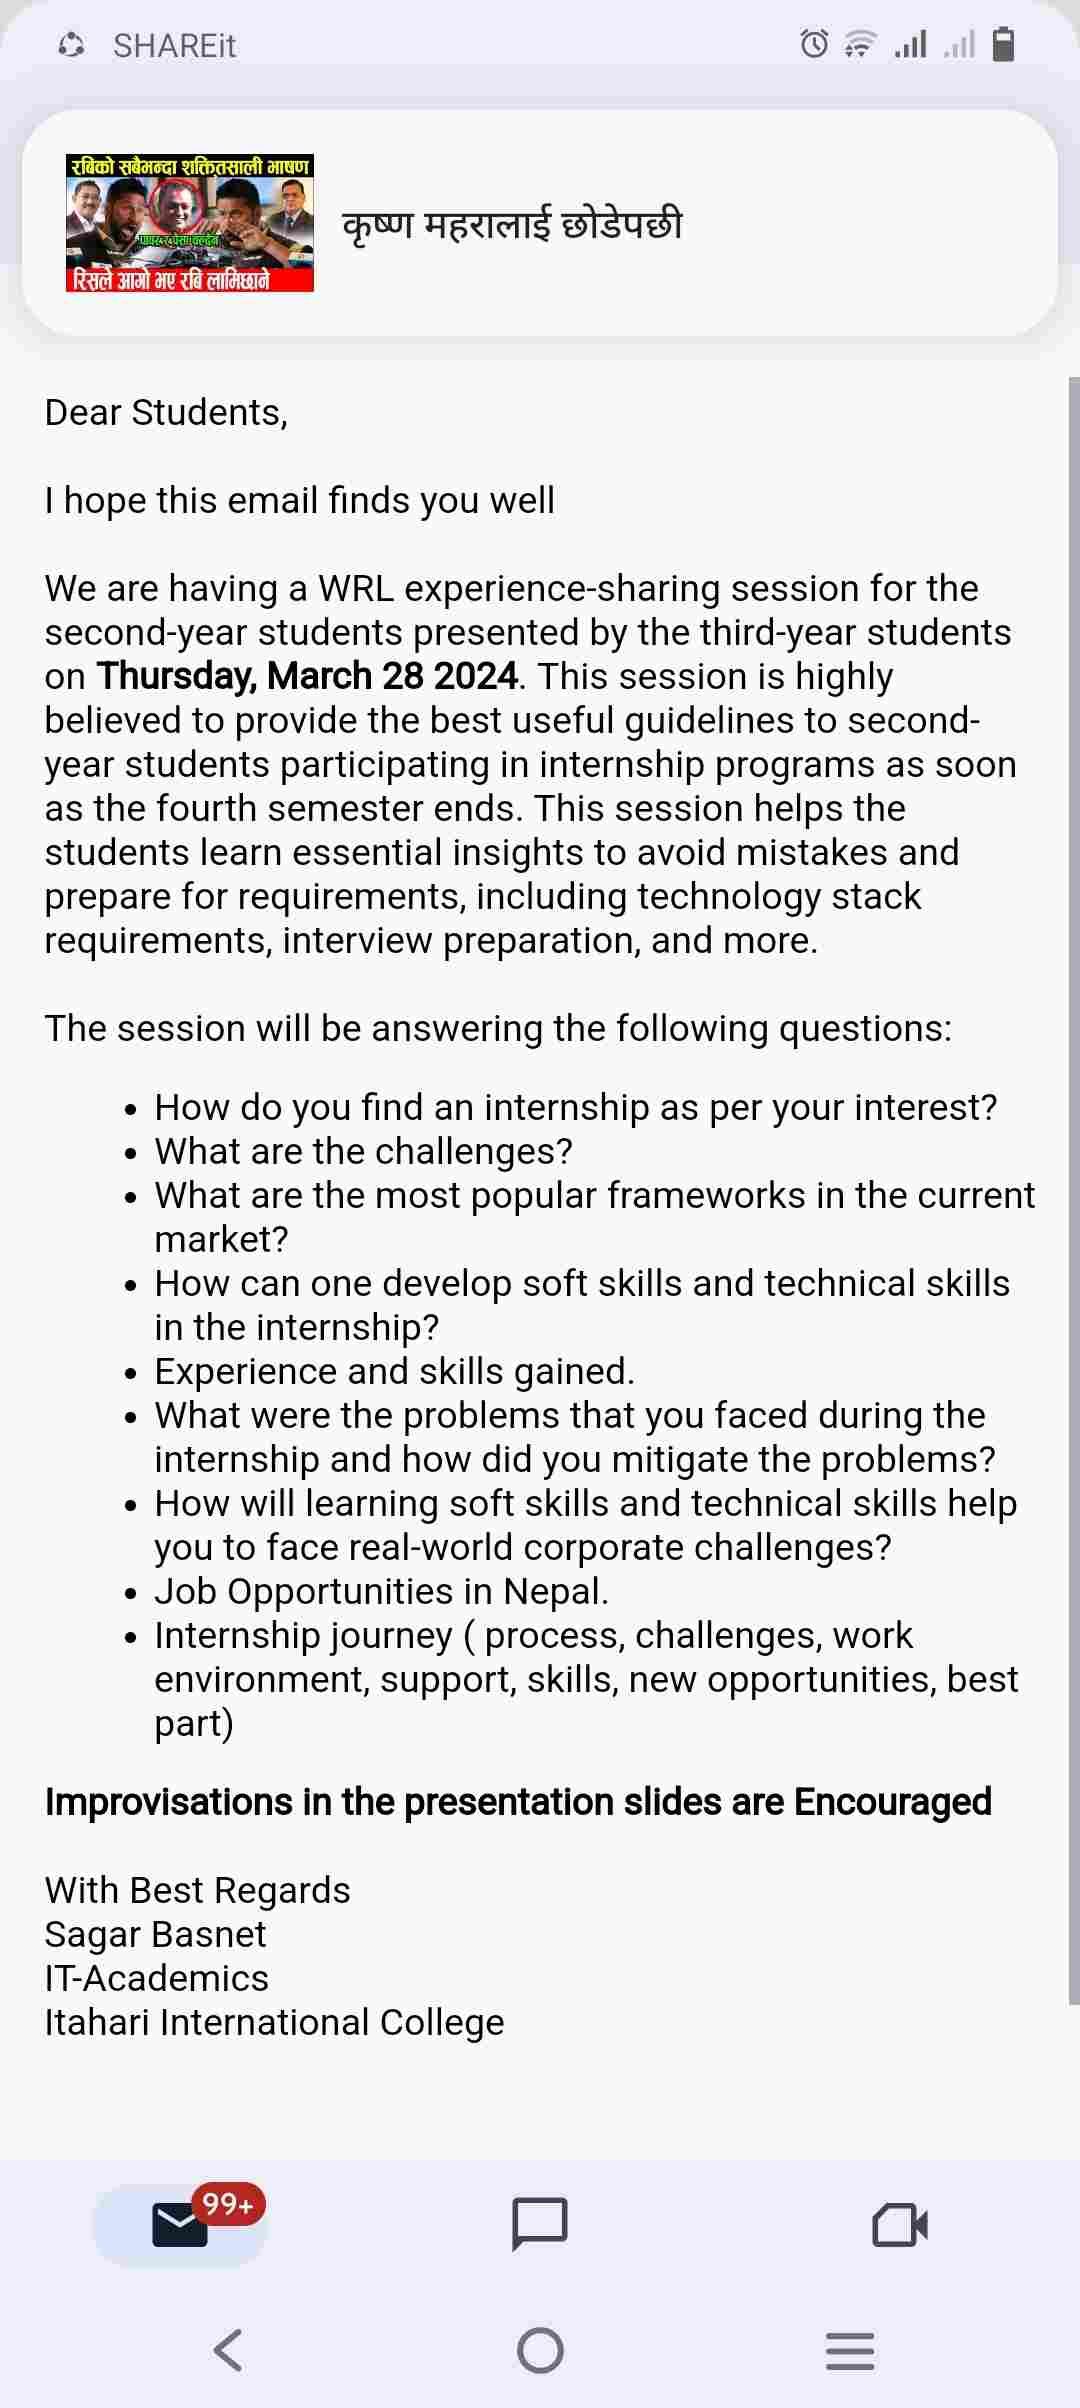 SHAREit
रबिको सबैभन्दा शक्तिसाली भाषण
रिसले आगो भए रबि लामिछाने
कृष्ण महरालाई छोडेपछी
Dear Students,
I hope this email finds you well
We are having a WRL experience-sharing session for the
second-year students presented by the third-year students
on Thursday, March 28 2024. This session is highly
believed to provide the best useful guidelines to second-
year students participating in internship programs as soon
as the fourth semester ends. This session helps the
students learn essential insights to avoid mistakes and
prepare for requirements, including technology stack
requirements, interview preparation, and more.
The session will be answering the following questions:
• How do you find an internship as per your interest?
• What are the challenges?
• What are the most popular frameworks in the current
market?
• How can one develop soft skills and technical skills
in the internship?
• Experience and skills gained.
• What were the problems that you faced during the
internship and how did you mitigate the problems?
• How will learning soft skills and technical skills help
you to face real-world corporate challenges?
• Job Opportunities in Nepal.
• Internship journey ( process, challenges, work
environment, support, skills, new opportunities, best
part)
Improvisations in the presentation slides are Encouraged
With Best Regards
Sagar Basnet
IT-Academics
Itahari International College
99+